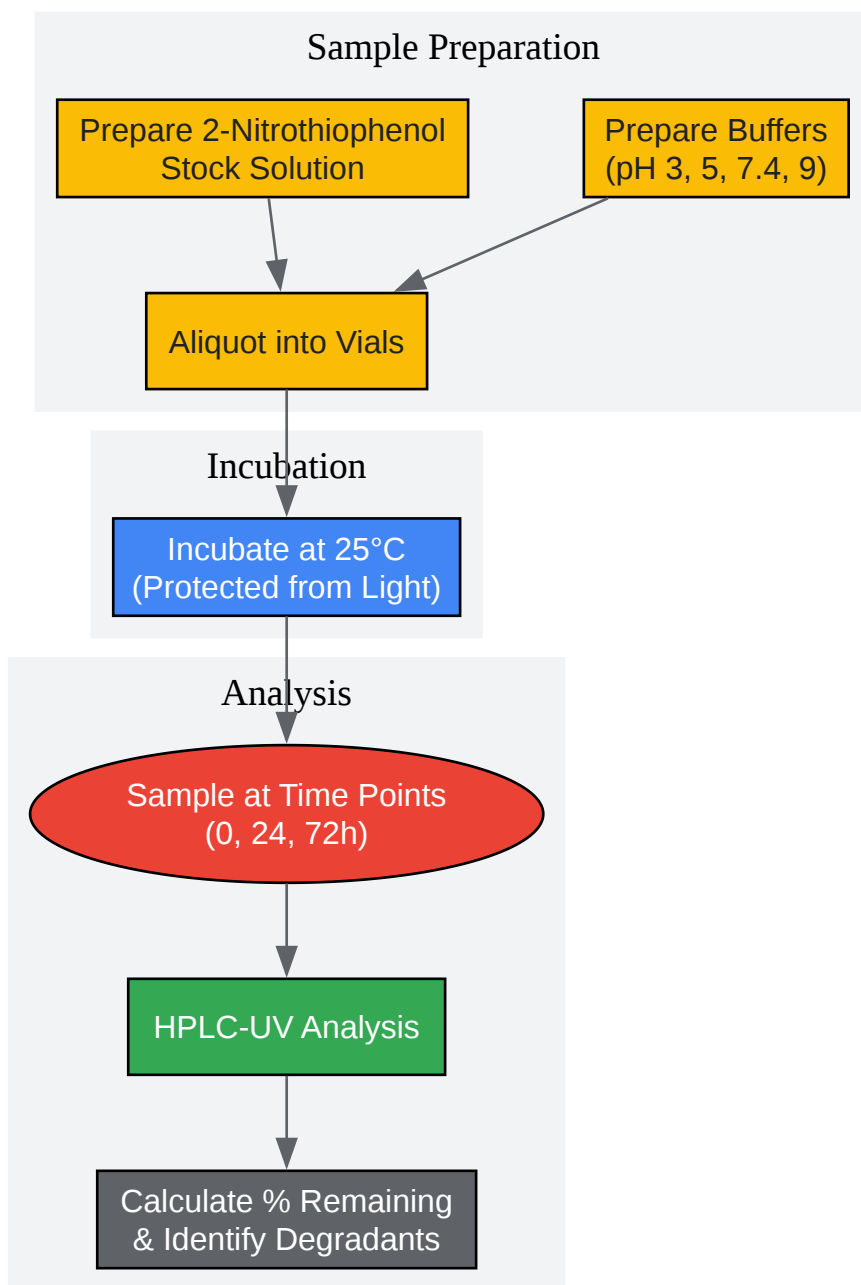 Sample Preparation
Prepare 2-Nitrothiophenol
Stock Solution
Prepare Buffers
(pH 3, 5, 7.4, 9)
Aliquot into Vials
Incubation
Incubate at 25°C
(Protected from Light)
Analysis
Sample at Time Points
(0, 24, 72h)
HPLC-UV Analysis
Calculate % Remaining
& Identify Degradants